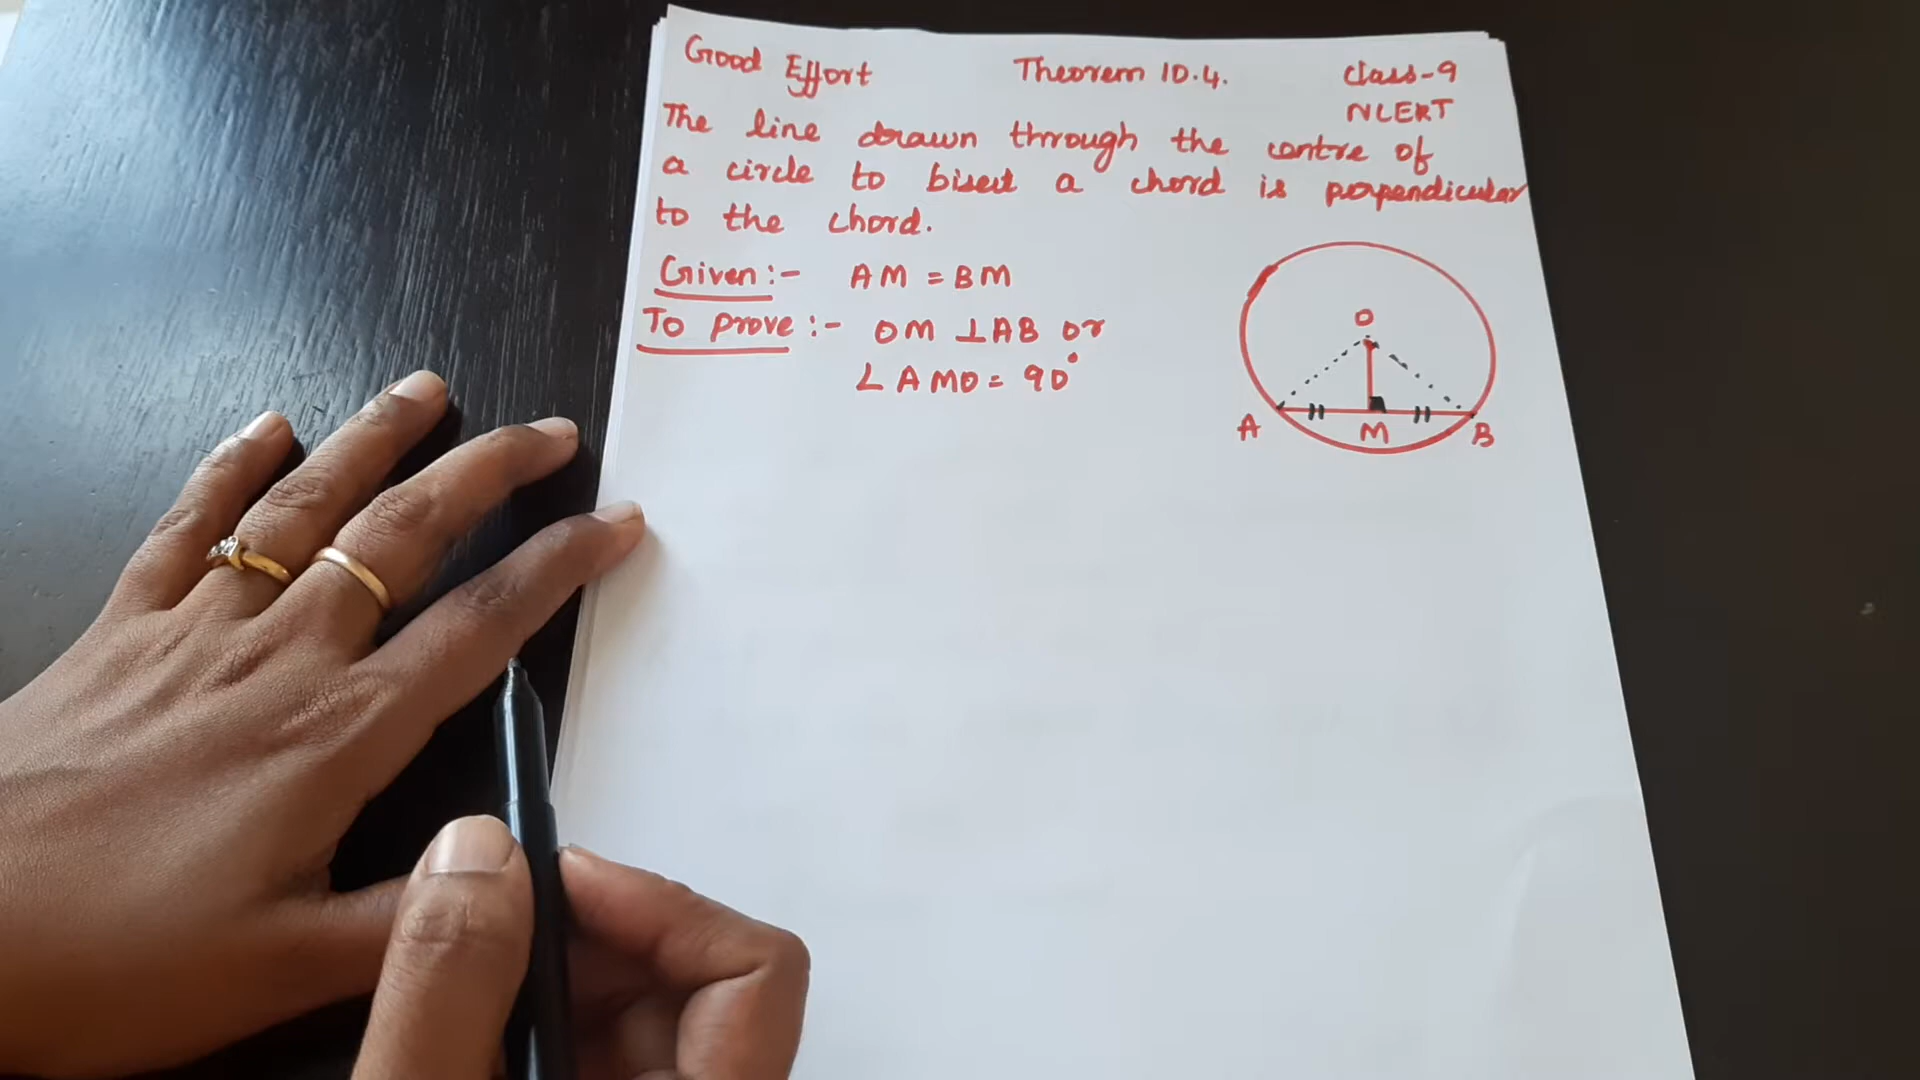 Good Effort Theorem 10.4. class-9
NCERT
The line drawn through the centre of
a circle to bisect a chord is perpendicular
to the chord.
Given:- AM = BM
To prove:- OM ⊥AB or
∠AMO = 90°
O
A M B